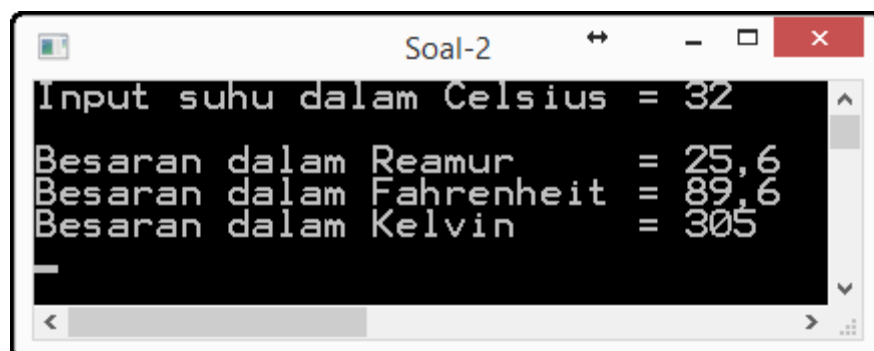 Soal-2
Input suhu dalam Celsius = 32
Besaran dalam Reamur = 25,6
Besaran dalam Fahrenheit = 89,6
Besaran dalam Kelvin = 305